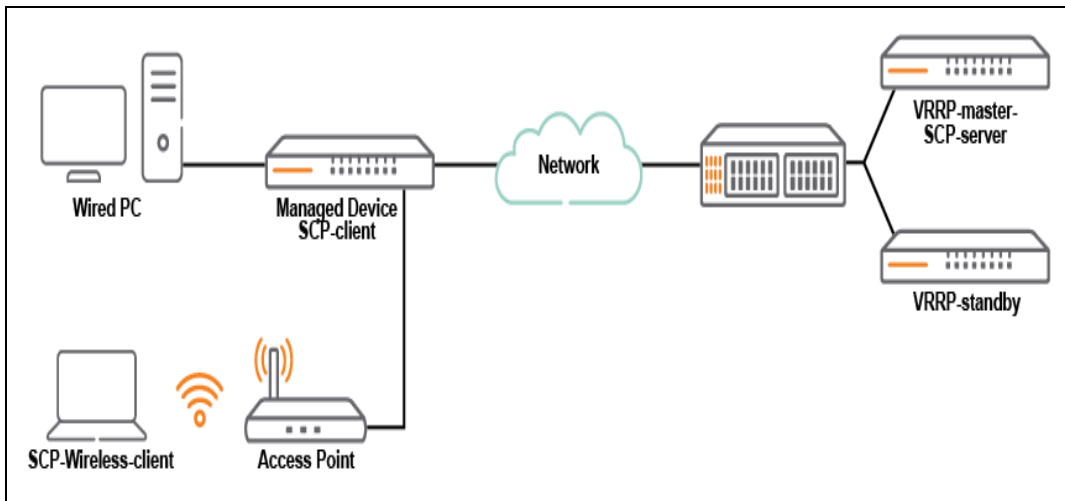 VRRP-master-
SCP-server
Network
Wired PC
Managed Device
SCP-client
VRRP-standby
SCP-Wireless-client
Access Point